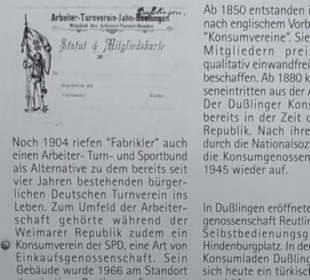 Dußlingen.
Arbeiter-Turnverein-Jahn-Reutlingen
Mitglied des Arbeiter-Turner-Bundes
Statut & Mitgliedskarte
Noch 1904 riefen "Fabrikler" auch
einen Arbeiter- Turn- und Sportbund
als Alternative zu dem bereits seit
vier Jahren bestehenden bürger-
lichen Deutschen Turnverein ins
Leben. Zum Umfeld der Arbeiter-
schaft gehörte während der
Weimarer Republik zudem ein
Konsumverein der SPD, eine Art von
Einkaufsgenossenschaft. Sein
Gebäude wurde 1966 am Standort
Ab 1850 entstanden i
nach englischem Vorb
"Konsumvereine". Sie
Mitgliedern prei
qualitativ einwandfrei
beschaffen. Ab 1880 k
seneintritten aus der A
Der Dußlinger Kons
bereits in der Zeit d
Republik. Nach ihre
durch die Nationalsoz
die Konsumgenossen
1945 wieder auf.
In Dußlingen eröffnete
genossenschaft Reutlin
Selbstbedienungsg
Hindenburgplatz. In de
Konsumladen Dußling
sich heute ein türkisc